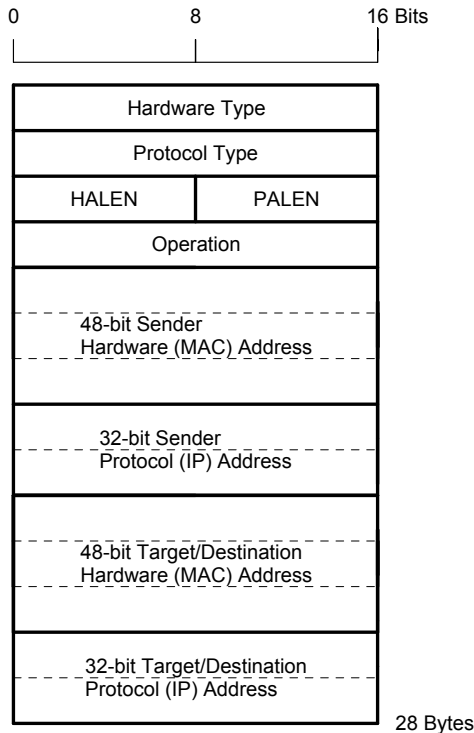 0 8 16 Bits
Hardware Type
Protocol Type
HALEN PALEN
Operation
48-bit Sender
Hardware (MAC) Address
32-bit Sender
Protocol (IP) Address
48-bit Target/Destination
Hardware (MAC) Address
32-bit Target/Destination
Protocol (IP) Address
28 Bytes